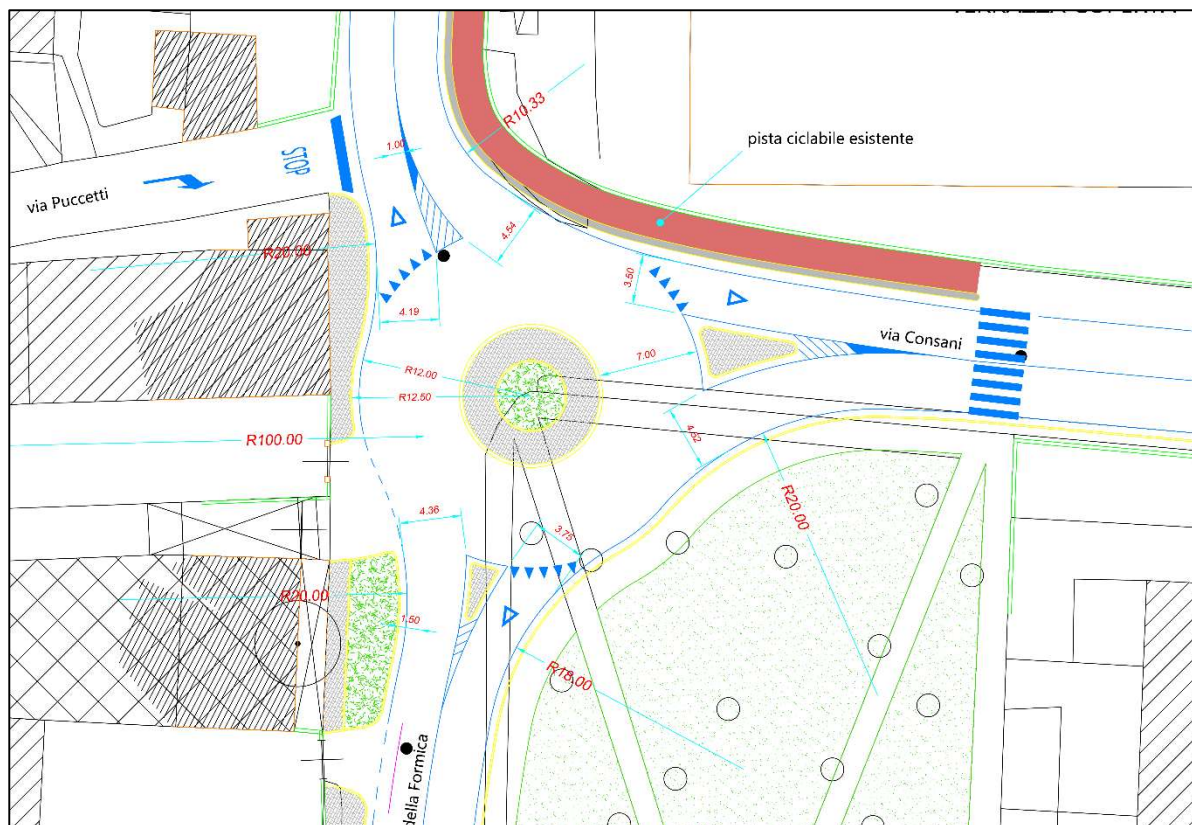 R10.33
pista ciclabile esistente
1.00
STOP
via Puccetti
4.54
R20.00
3.50
4.19
via Consani
7.00
R12.00
R12.50
4.62
R100.00
4.36
3.75
R20.00
R20.00
1.50
R18.00
della Formica